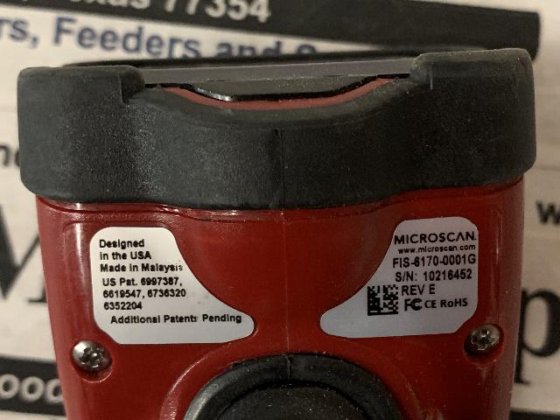 77354
rs, Feeders and S
Designed
in the USA
Made in Malaysia
US Pat. 6997387,
6619547, 6736320
6352204
Additional Patents Pending
MICROSCAN.
www.microscan.com
FIS-6170-0001G
S/N: 10216452
REV E
FC CE RoHS